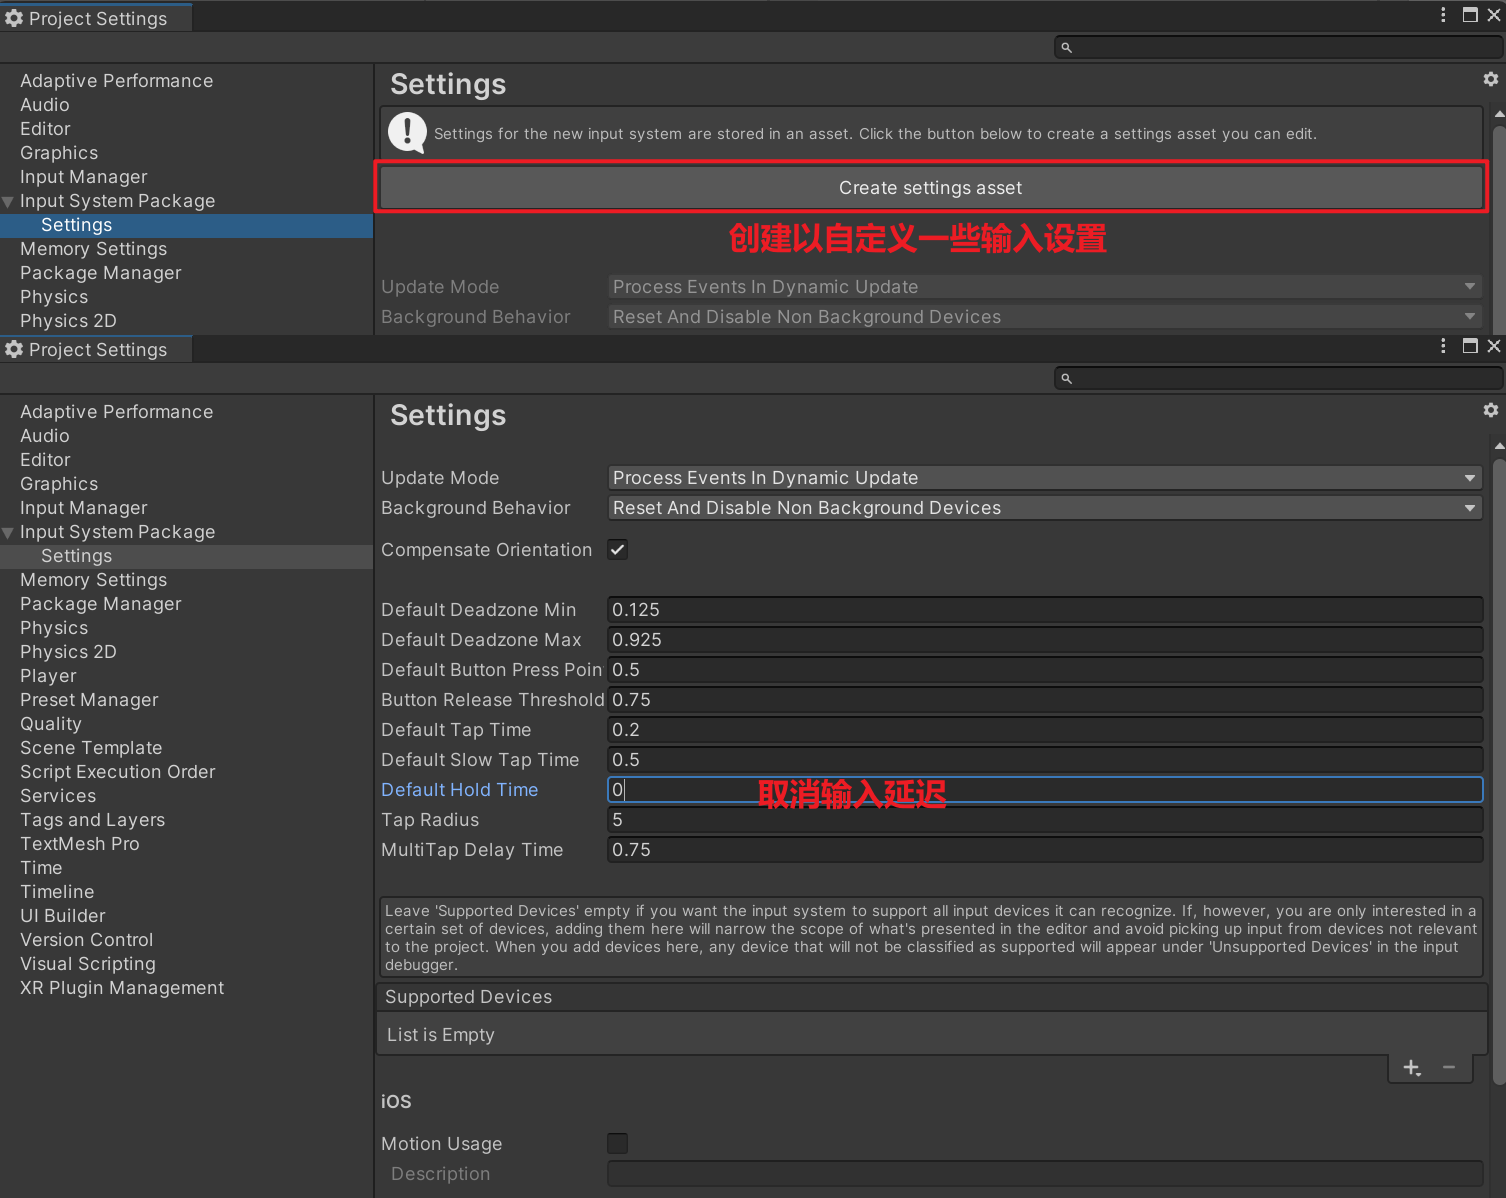 Project Settings
Adaptive Performance
Audio
Editor
Graphics
Input Manager
Input System Package
Settings
Memory Settings
Package Manager
Physics
Physics 2D
Settings
Settings for the new input system are stored in an asset. Click the button below to create a settings asset you can edit.
Create settings asset
创建以自定义一些输入设置
Update Mode Process Events In Dynamic Update
Background Behavior Reset And Disable Non Background Devices
Project Settings
Adaptive Performance
Audio
Editor
Graphics
Input Manager
Input System Package
Settings
Memory Settings
Package Manager
Physics
Physics 2D
Player
Preset Manager
Quality
Scene Template
Script Execution Order
Services
Tags and Layers
TextMesh Pro
Time
Timeline
UI Builder
Version Control
Visual Scripting
XR Plugin Management
Settings
Update Mode Process Events In Dynamic Update
Background Behavior Reset And Disable Non Background Devices
Compensate Orientation
Default Deadzone Min 0.125
Default Deadzone Max 0.925
Default Button Press Poin 0.5
Button Release Threshold 0.75
Default Tap Time 0.2
Default Slow Tap Time 0.5
Default Hold Time 0 取消输入延迟
Tap Radius 5
MultiTap Delay Time 0.75
Leave 'Supported Devices' empty if you want the input system to support all input devices it can recognize. If, however, you are only interested in a
certain set of devices, adding them here will narrow the scope of what's presented in the editor and avoid picking up input from devices not relevant
to the project. When you add devices here, any device that will not be classified as supported will appear under 'Unsupported Devices' in the input
debugger.
Supported Devices
List is Empty
iOS
Motion Usage
Description